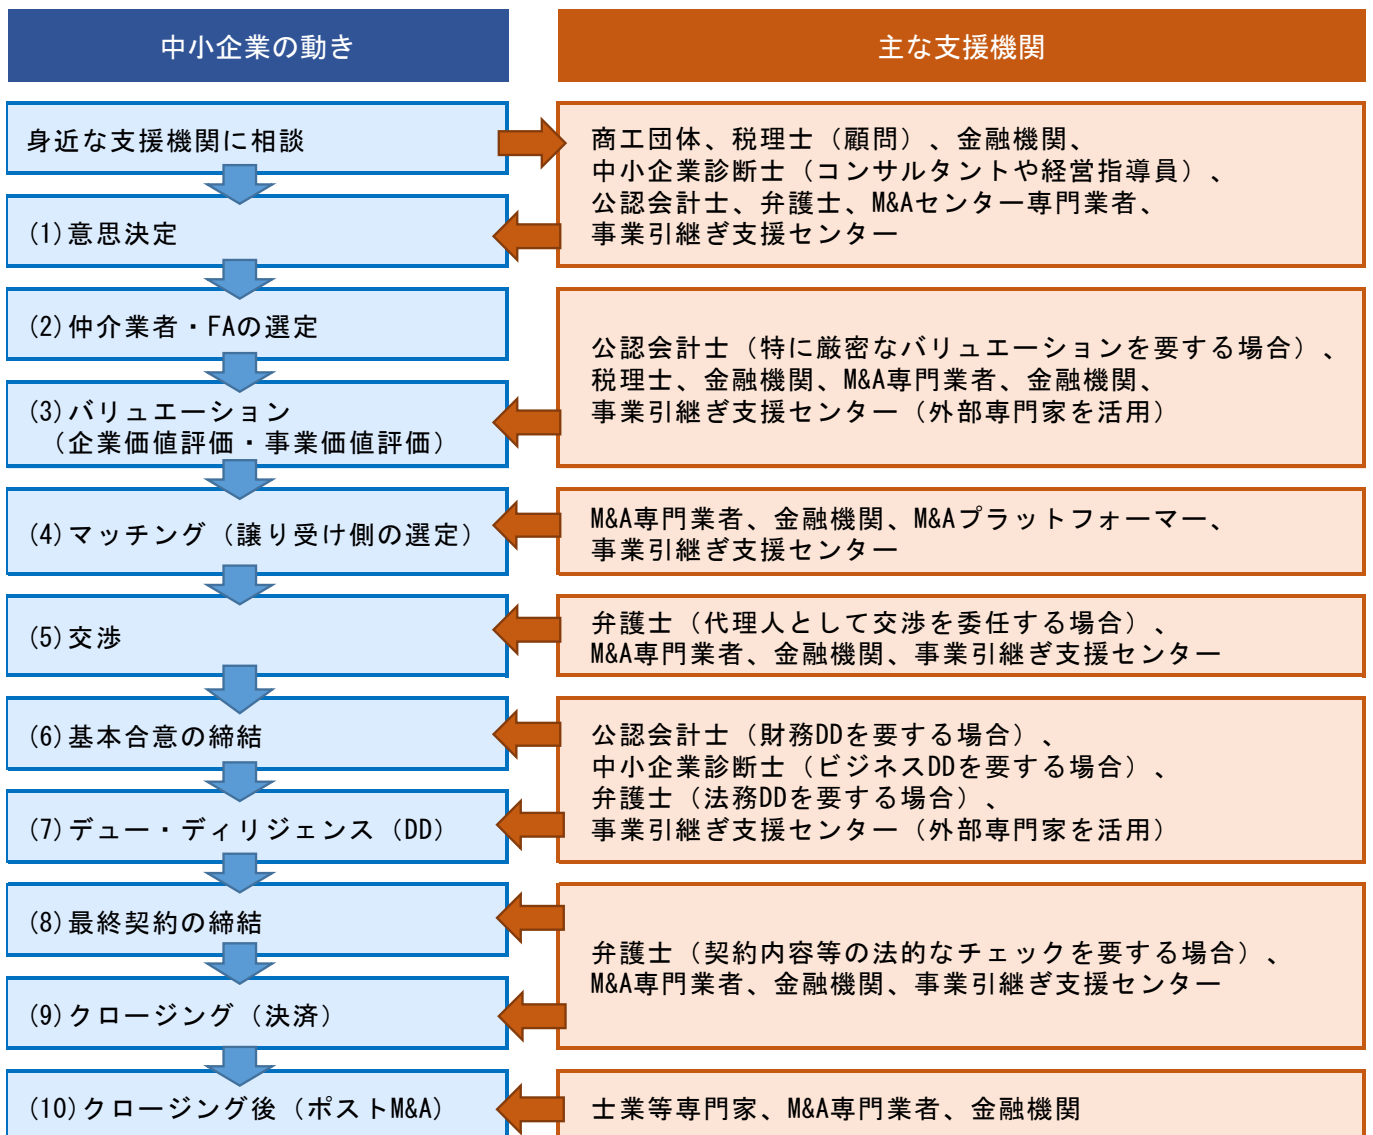 中小企業の動き
主な支援機関
身近な支援機関に相談
商工団体、税理士（顧問）、金融機関、
中小企業診断士（コンサルタントや経営指導員）、
公認会計士、弁護士、M&Aセンター専門業者、
事業引継ぎ支援センター
(1)意思決定
(2)仲介業者・FAの選定
(3)バリュエーション
（企業価値評価・事業価値評価）
公認会計士（特に厳密なバリュエーションを要する場合）、
税理士、金融機関、M&A専門業者、金融機関、
事業引継ぎ支援センター（外部専門家を活用）
(4)マッチング（譲り受け側の選定）
M&A専門業者、金融機関、M&Aプラットフォーマー、
事業引継ぎ支援センター
(5)交渉
弁護士（代理人として交渉を委任する場合）、
M&A専門業者、金融機関、事業引継ぎ支援センター
(6)基本合意の締結
(7)デュー・ディリジェンス（DD）
公認会計士（財務DDを要する場合）、
中小企業診断士（ビジネスDDを要する場合）、
弁護士（法務DDを要する場合）、
事業引継ぎ支援センター（外部専門家を活用）
(8)最終契約の締結
(9)クロージング（決済）
弁護士（契約内容等の法的なチェックを要する場合）、
M&A専門業者、金融機関、事業引継ぎ支援センター
(10)クロージング後（ポストM&A）
士業等専門家、M&A専門業者、金融機関